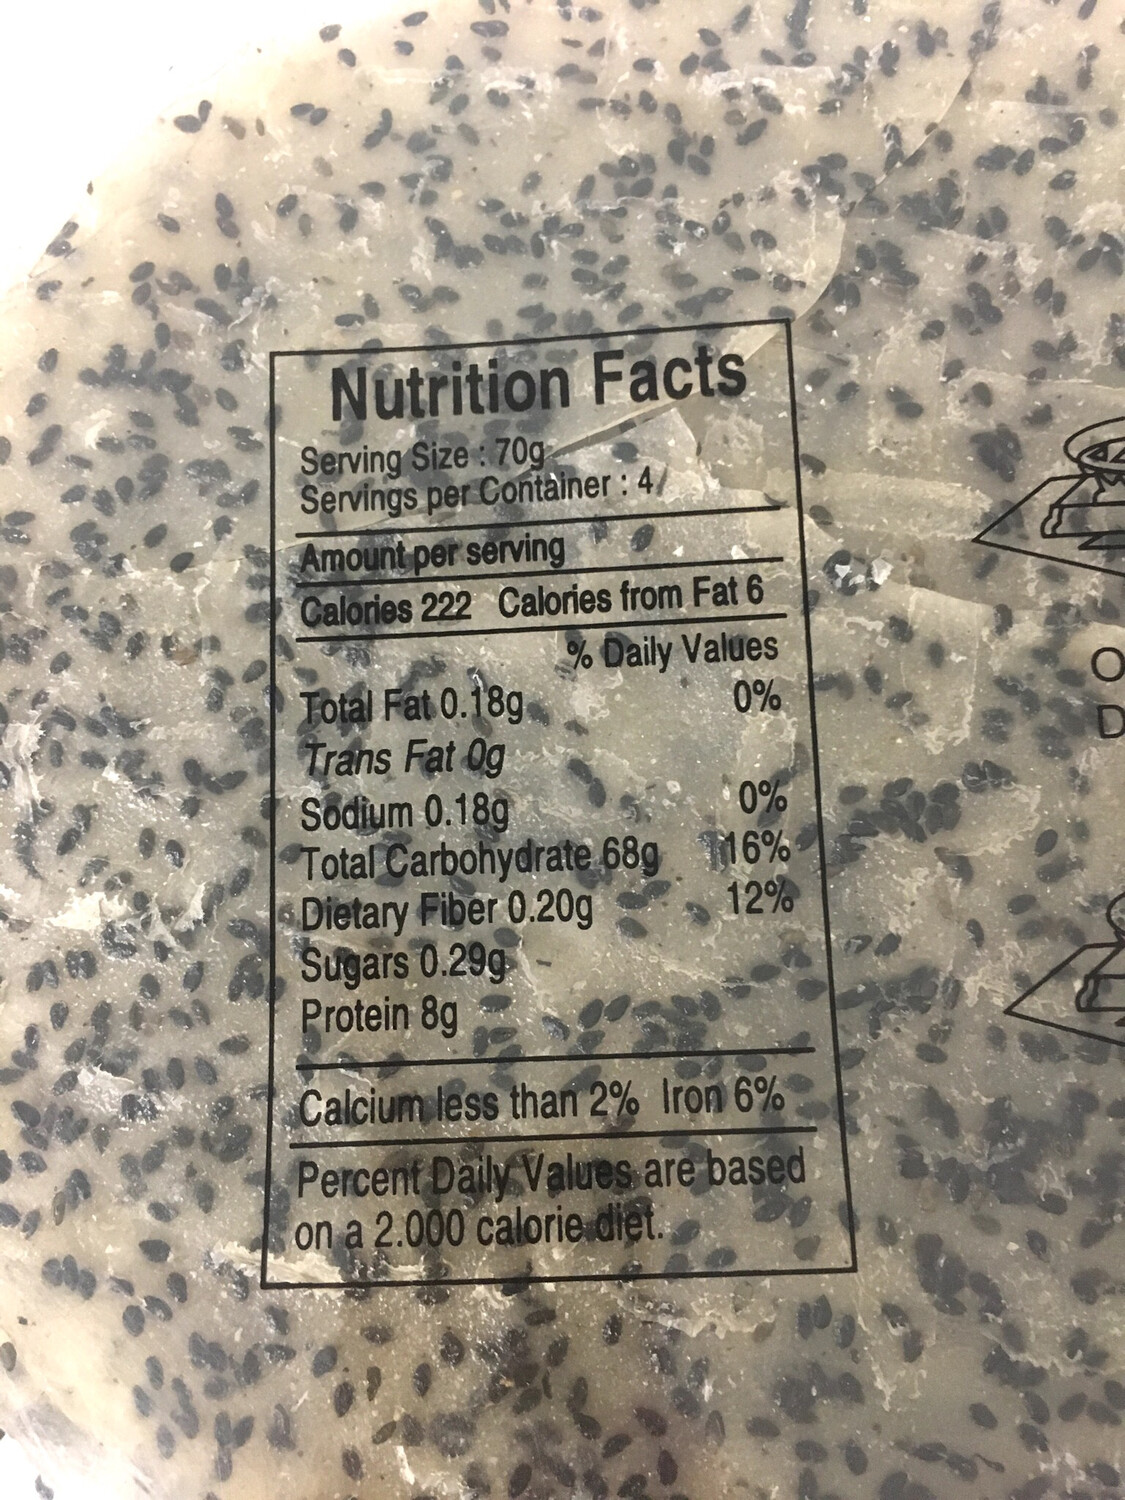 Nutrition Facts
Serving Size : 70g
Servings per Container : 4
Amount per serving
Calories 222 Calories from Fat 6
% Daily Values
Total Fat 0.18g 0%
Trans Fat 0g
Sodium 0.18g 0%
Total Carbohydrate 68g 16%
Dietary Fiber 0.20g 12%
Sugars 0.29g
Protein 8g
Calcium less than 2% Iron 6%
Percent Daily Values are based
on a 2.000 calorie diet.